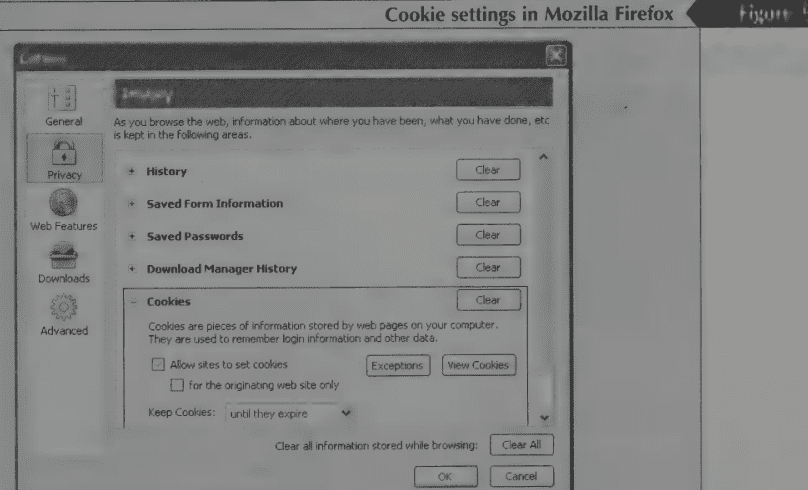 Cookie settings in Mozilla Firefox
Figure
Options
Privacy
General
Privacy
Web Features
Downloads
Advanced
As you browse the web, information about where you have been, what you have done, etc
is kept in the following areas.
+ History Clear
+ Saved Form Information Clear
+ Saved Passwords Clear
+ Download Manager History Clear
- Cookies Clear
Cookies are pieces of information stored by web pages on your computer.
They are used to remember login information and other data.
Allow sites to set cookies Exceptions View Cookies
for the originating web site only
Keep Cookies: until they expire
Clear all information stored while browsing: Clear All
OK Cancel